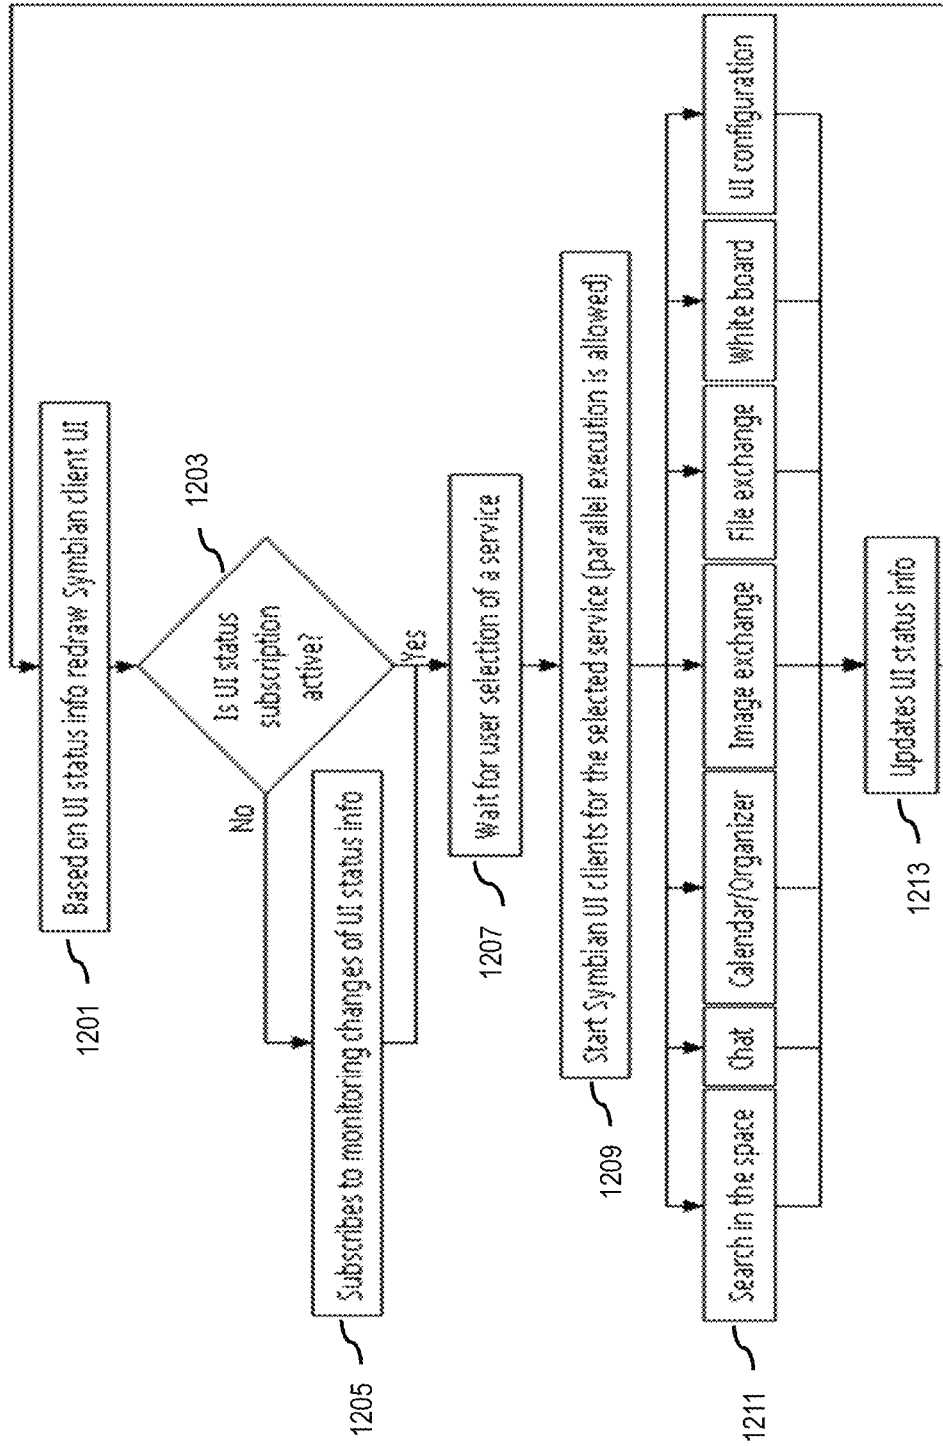 Based on UI status info redraw Symbian client UI
1201
Is UI status
subscription
active?
1203
No
Yes
Subscribes to monitoring changes of UI status info
1205
Wait for user selection of a service
1207
Start Symbian UI clients for the selected service (parallel execution is allowed)
1209
Search in the space
Chat
Calendar/Organizer
Image exchange
File exchange
White board
UI configuration
1211
Updates UI status info
1213